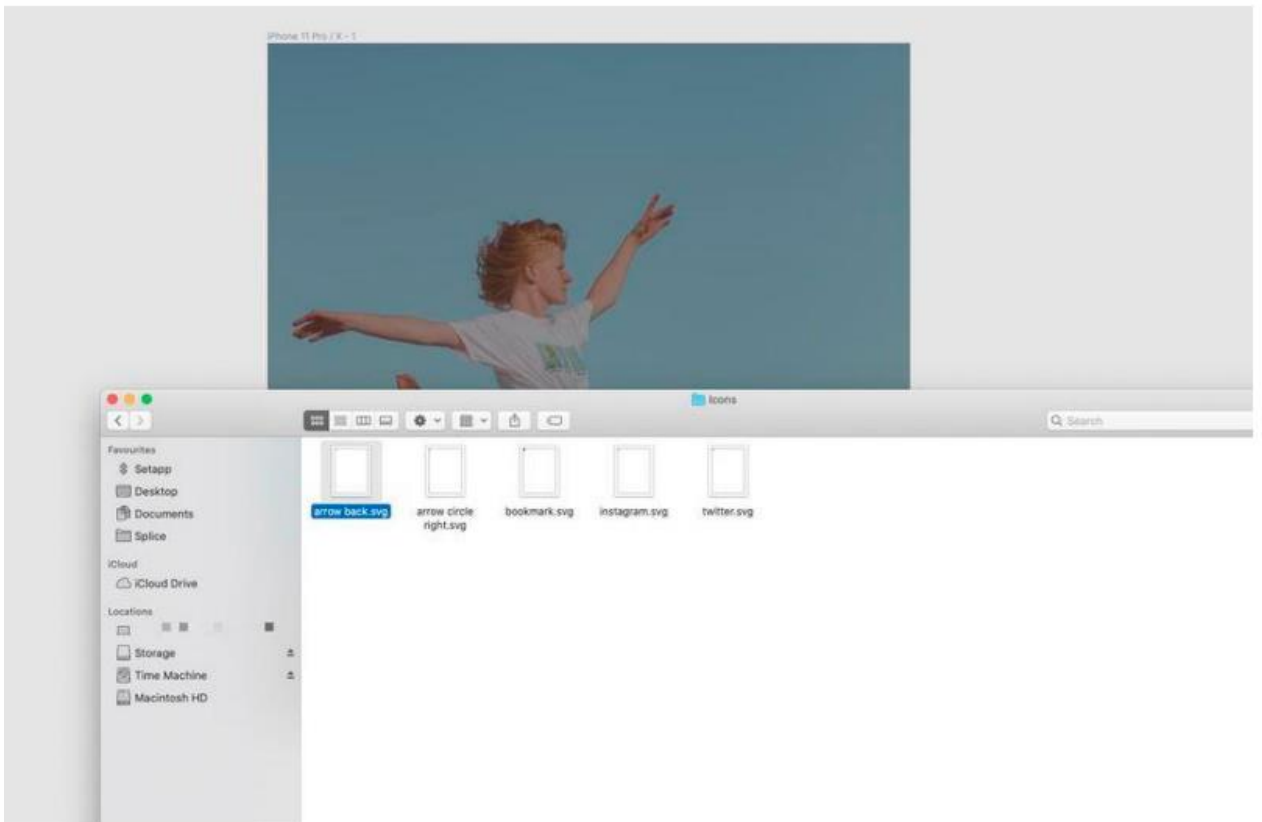 iPhone 11 Pro / X - 1
Icons
Search
Favourites
Setapp
Desktop
Documents
Splice
iCloud
iCloud Drive
Locations
Storage
Time Machine
Macintosh HD
arrow back.svg
arrow circle
right.svg
bookmark.svg
instagram.svg
twitter.svg